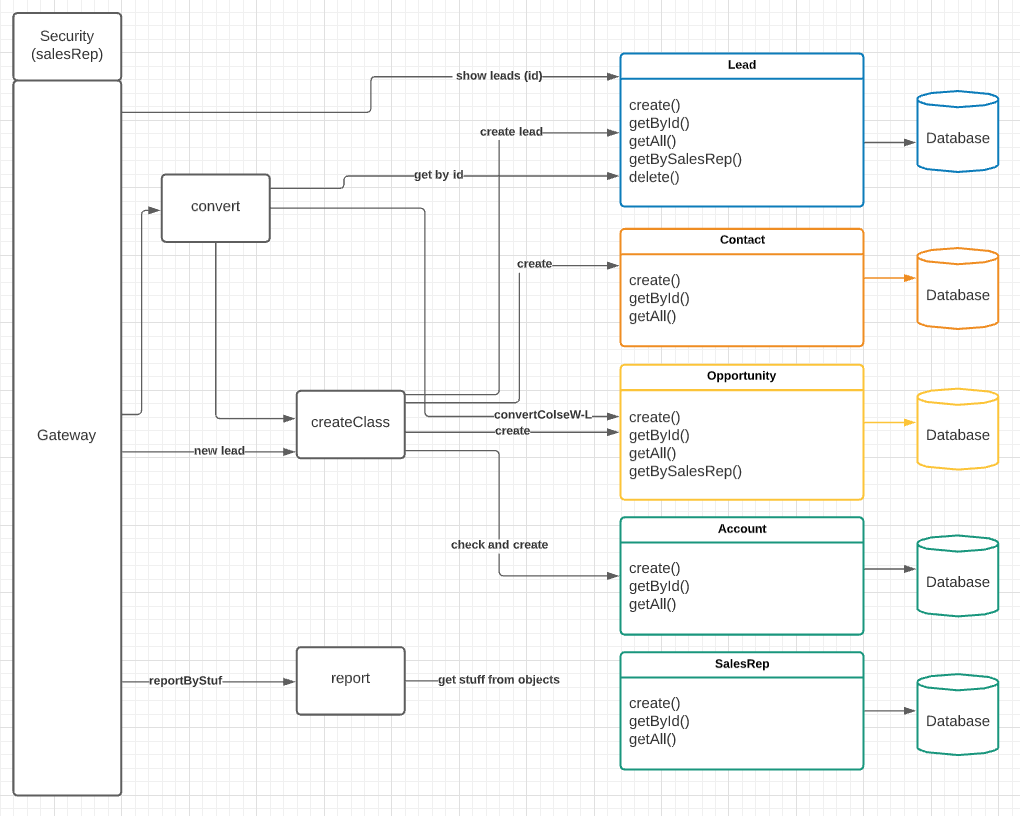 Security
(salesRep)
Gateway
convert
createClass
report
show leads (id)
create lead
get by id
create
convertColseW-L
create
new lead
check and create
reportByStuf
get stuff from objects
Lead
create()
getById()
getAll()
getBySalesRep()
delete()
Database
Contact
create()
getById()
getAll()
Database
Opportunity
create()
getById()
getAll()
getBySalesRep()
Database
Account
create()
getById()
getAll()
Database
SalesRep
create()
getById()
getAll()
Database